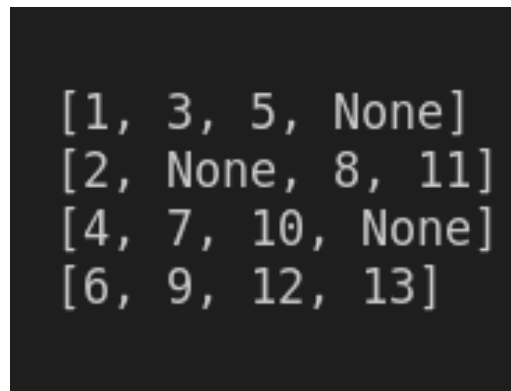 [1, 3, 5, None]
[2, None, 8, 11]
[4, 7, 10, None]
[6, 9, 12, 13]